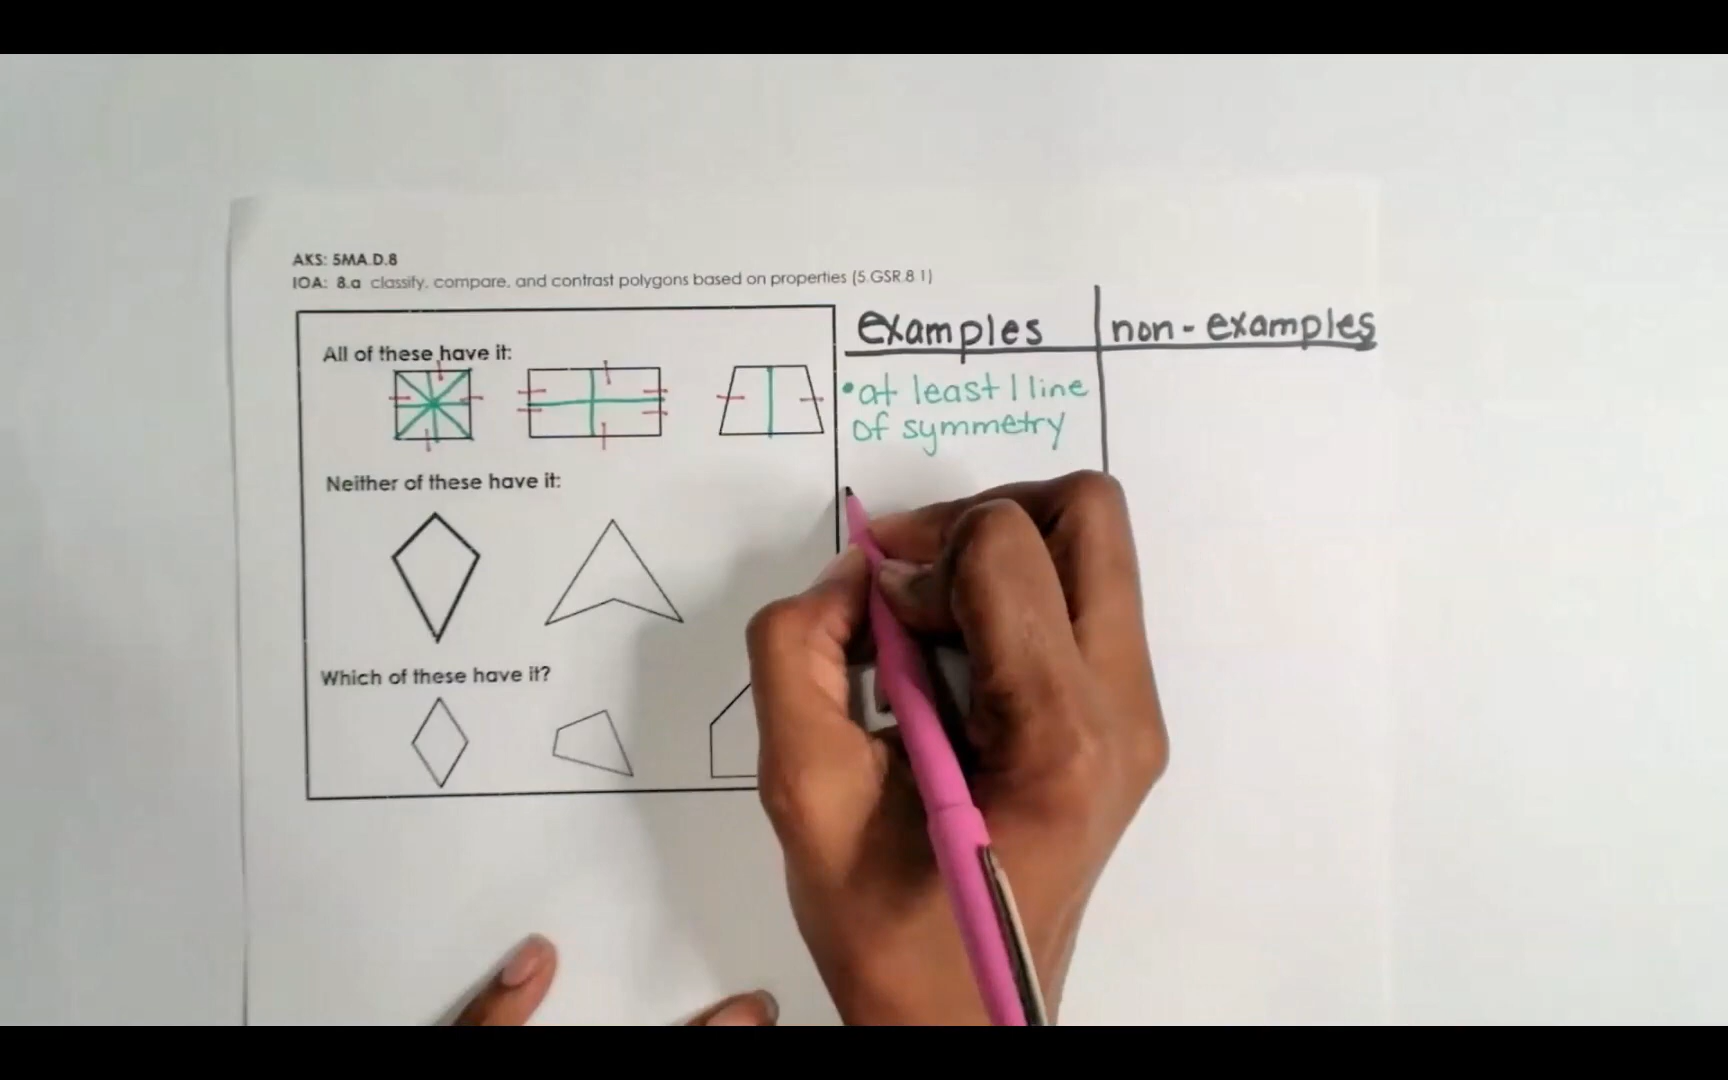 AKS: 5MA.D.8
IOA: 8.a classify, compare, and contrast polygons based on properties (5.GSR.8.1)
All of these have it:
Neither of these have it:
Which of these have it?
examples
• at least 1 line
of symmetry
non-examples